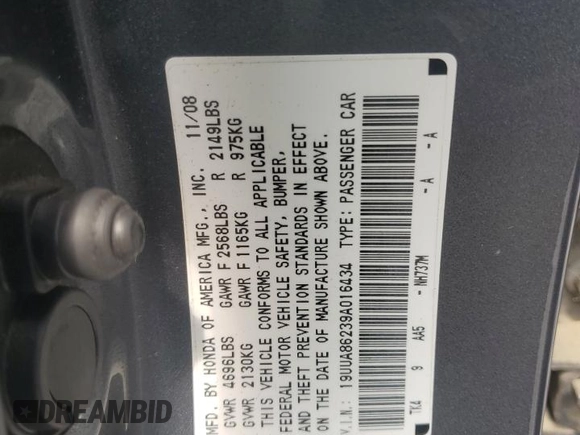 MFD. BY HONDA OF AMERICA MFG., INC. 11/08
GVWR 4696LBS GAWR F 2568LBS R 2149LBS
GVWR 2130KG GAWR F 1165KG R 975KG
THIS VEHICLE CONFORMS TO ALL APPLICABLE
FEDERAL MOTOR VEHICLE SAFETY, BUMPER,
AND THEFT PREVENTION STANDARDS IN EFFECT
ON THE DATE OF MANUFACTURE SHOWN ABOVE.
V.I.N.: 19UUA86239A016434 TYPE: PASSENGER CAR
TK4 9 AA5 NH737M - A - A
DREAMBID